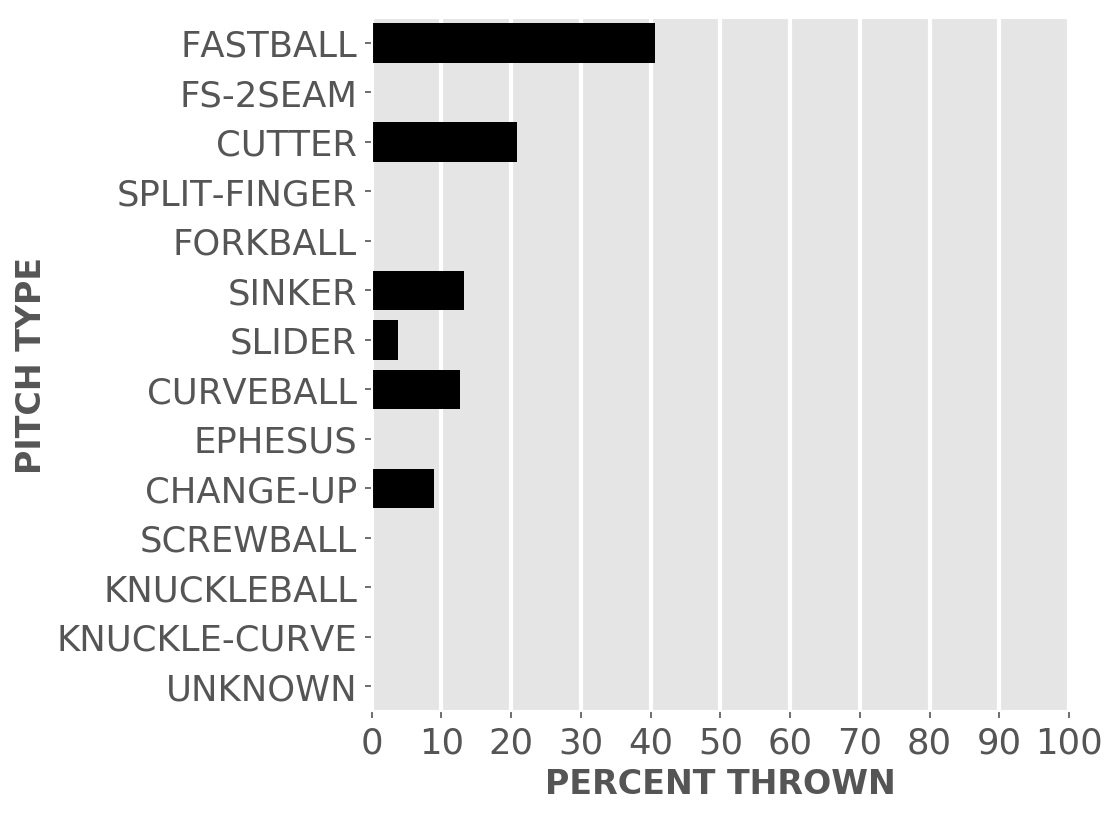 PITCH TYPE
FASTBALL
FS-2SEAM
CUTTER
SPLIT-FINGER
FORKBALL
SINKER
SLIDER
CURVEBALL
EPHESUS
CHANGE-UP
SCREWBALL
KNUCKLEBALL
KNUCKLE-CURVE
UNKNOWN
0 10 20 30 40 50 60 70 80 90 100
PERCENT THROWN